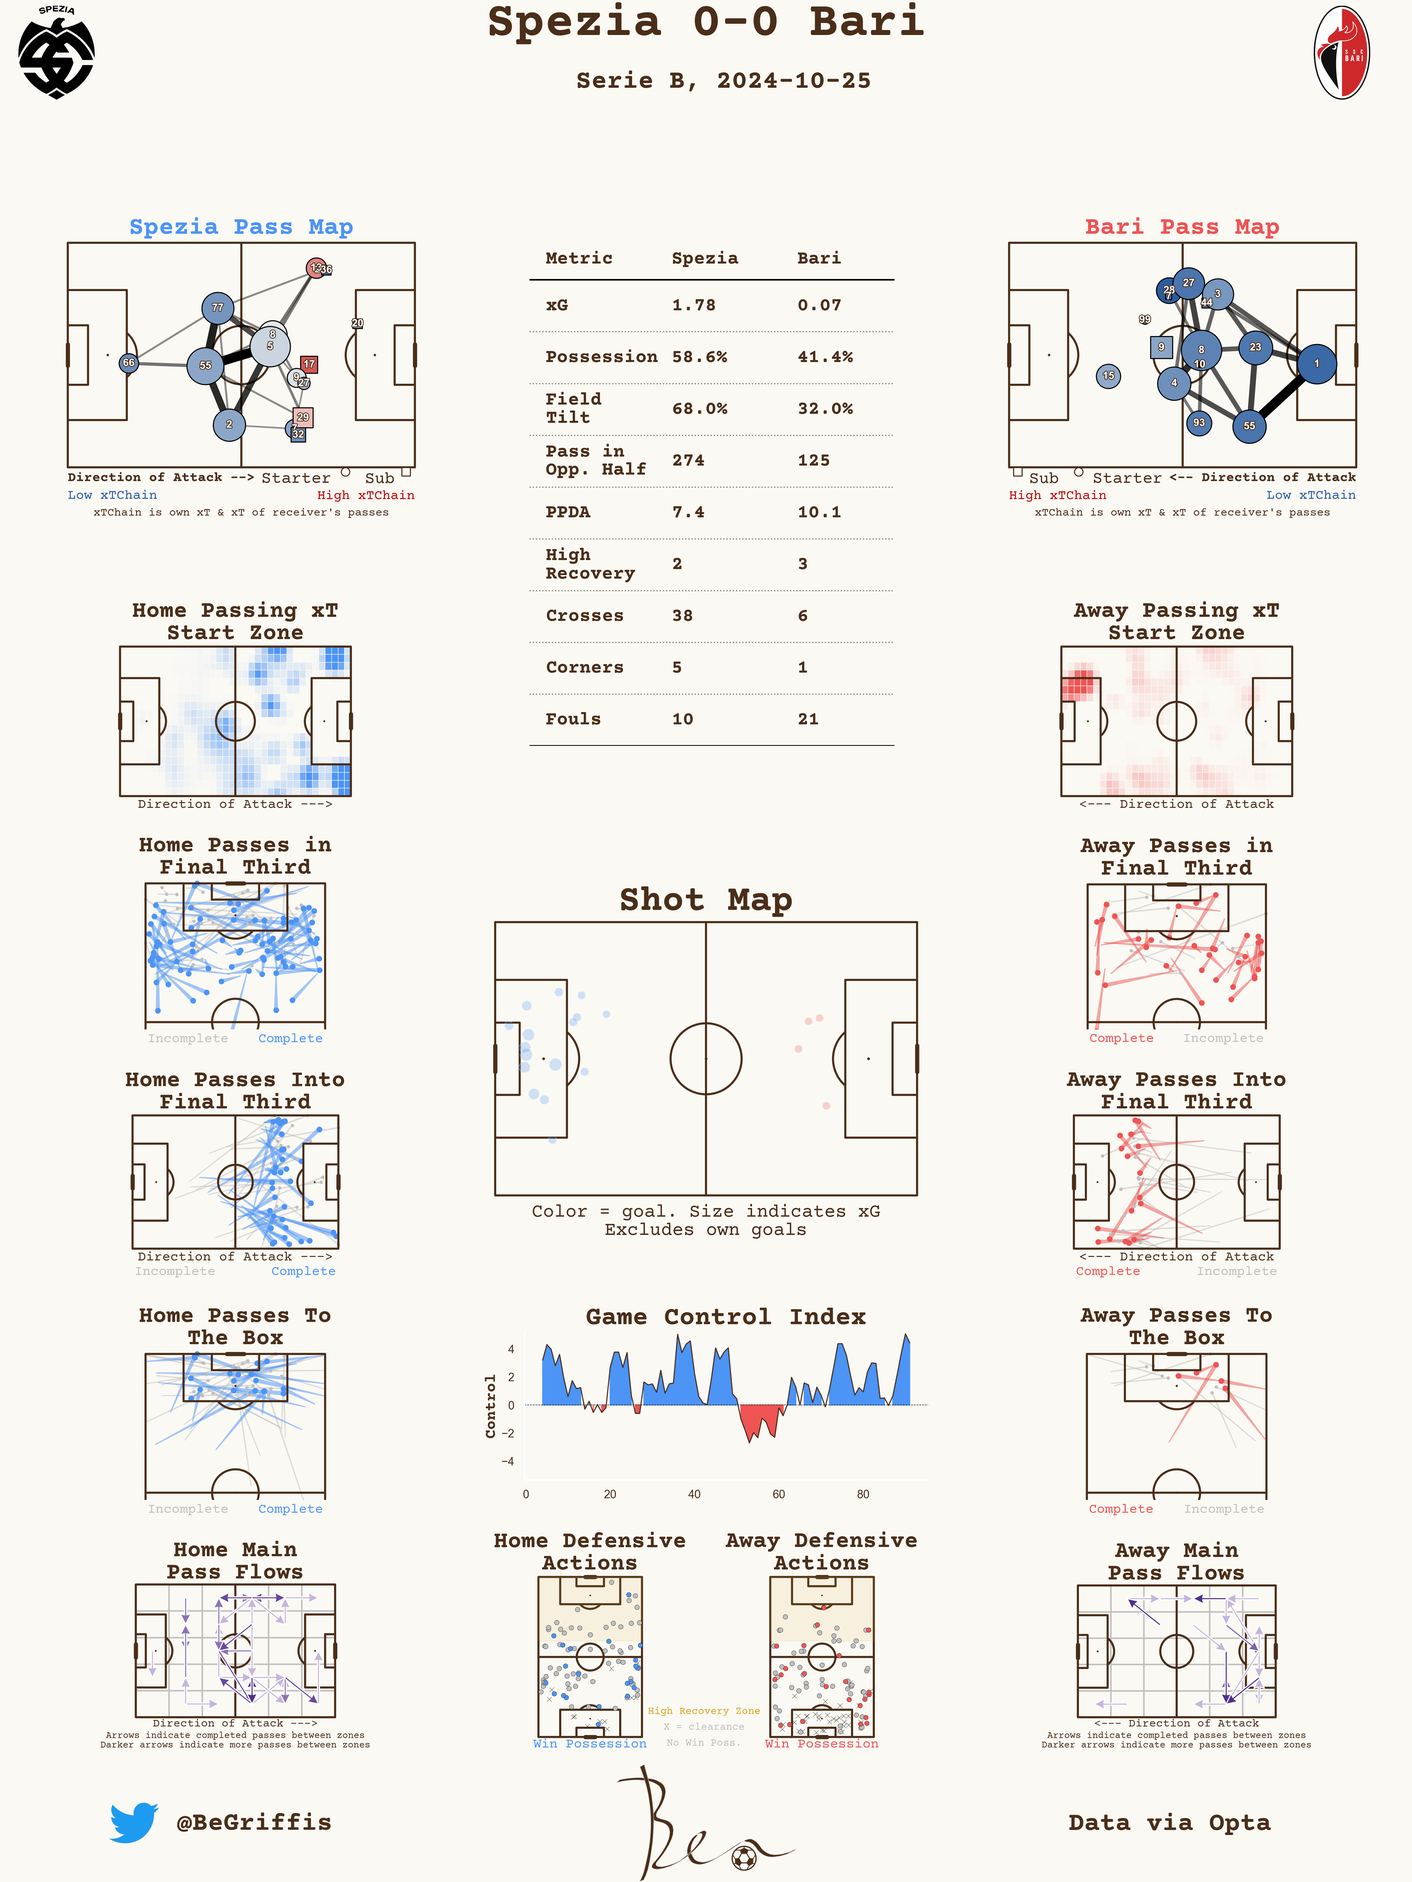 Spezia 0-0 Bari
Serie B, 2024-10-25
SPEZIA
SSC
BARI
Spezia Pass Map
13
36
77
20
8
5
66
55
17
9
27
29
2
7
32
Direction of Attack --> Starter Sub
Low xTChain High xTChain
xTChain is own xT & xT of receiver's passes
Metric Spezia Bari
xG 1.78 0.07
Possession 58.6% 41.4%
Field
Tilt 68.0% 32.0%
Pass in
Opp. Half 274 125
PPDA 7.4 10.1
High
Recovery 2 3
Crosses 38 6
Corners 5 1
Fouls 10 21
Bari Pass Map
27
28
7
3
44
99
9
8
23
10
1
15
4
93
55
Sub Starter <-- Direction of Attack
High xTChain Low xTChain
xTChain is own xT & xT of receiver's passes
Home Passing xT
Start Zone
Direction of Attack --->
Away Passing xT
Start Zone
<--- Direction of Attack
Home Passes in
Final Third
Incomplete Complete
Away Passes in
Final Third
Complete Incomplete
Shot Map
Color = goal. Size indicates xG
Excludes own goals
Home Passes Into
Final Third
Direction of Attack --->
Incomplete Complete
Away Passes Into
Final Third
<--- Direction of Attack
Complete Incomplete
Home Passes To
The Box
Incomplete Complete
Game Control Index
Control
4
2
0
−2
−4
0 20 40 60 80
Away Passes To
The Box
Complete Incomplete
Home Main
Pass Flows
Direction of Attack --->
Arrows indicate completed passes between zones
Darker arrows indicate more passes between zones
Home Defensive
Actions
Win Possession
High Recovery Zone
X = clearance
No Win Poss.
Away Defensive
Actions
Win Possession
Away Main
Pass Flows
<--- Direction of Attack
Arrows indicate completed passes between zones
Darker arrows indicate more passes between zones
@BeGriffis
Ben
Data via Opta